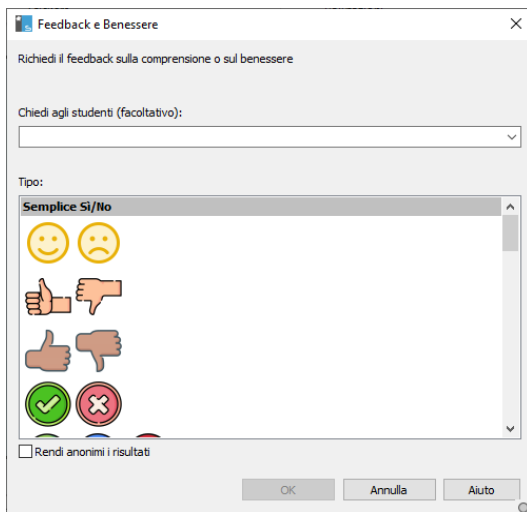 Feedback e Benessere
Richiedi il feedback sulla comprensione o sul benessere
Chiedi agli studenti (facoltativo):
Tipo:
Semplice Sì/No
Rendi anonimi i risultati
OK Annulla Aiuto